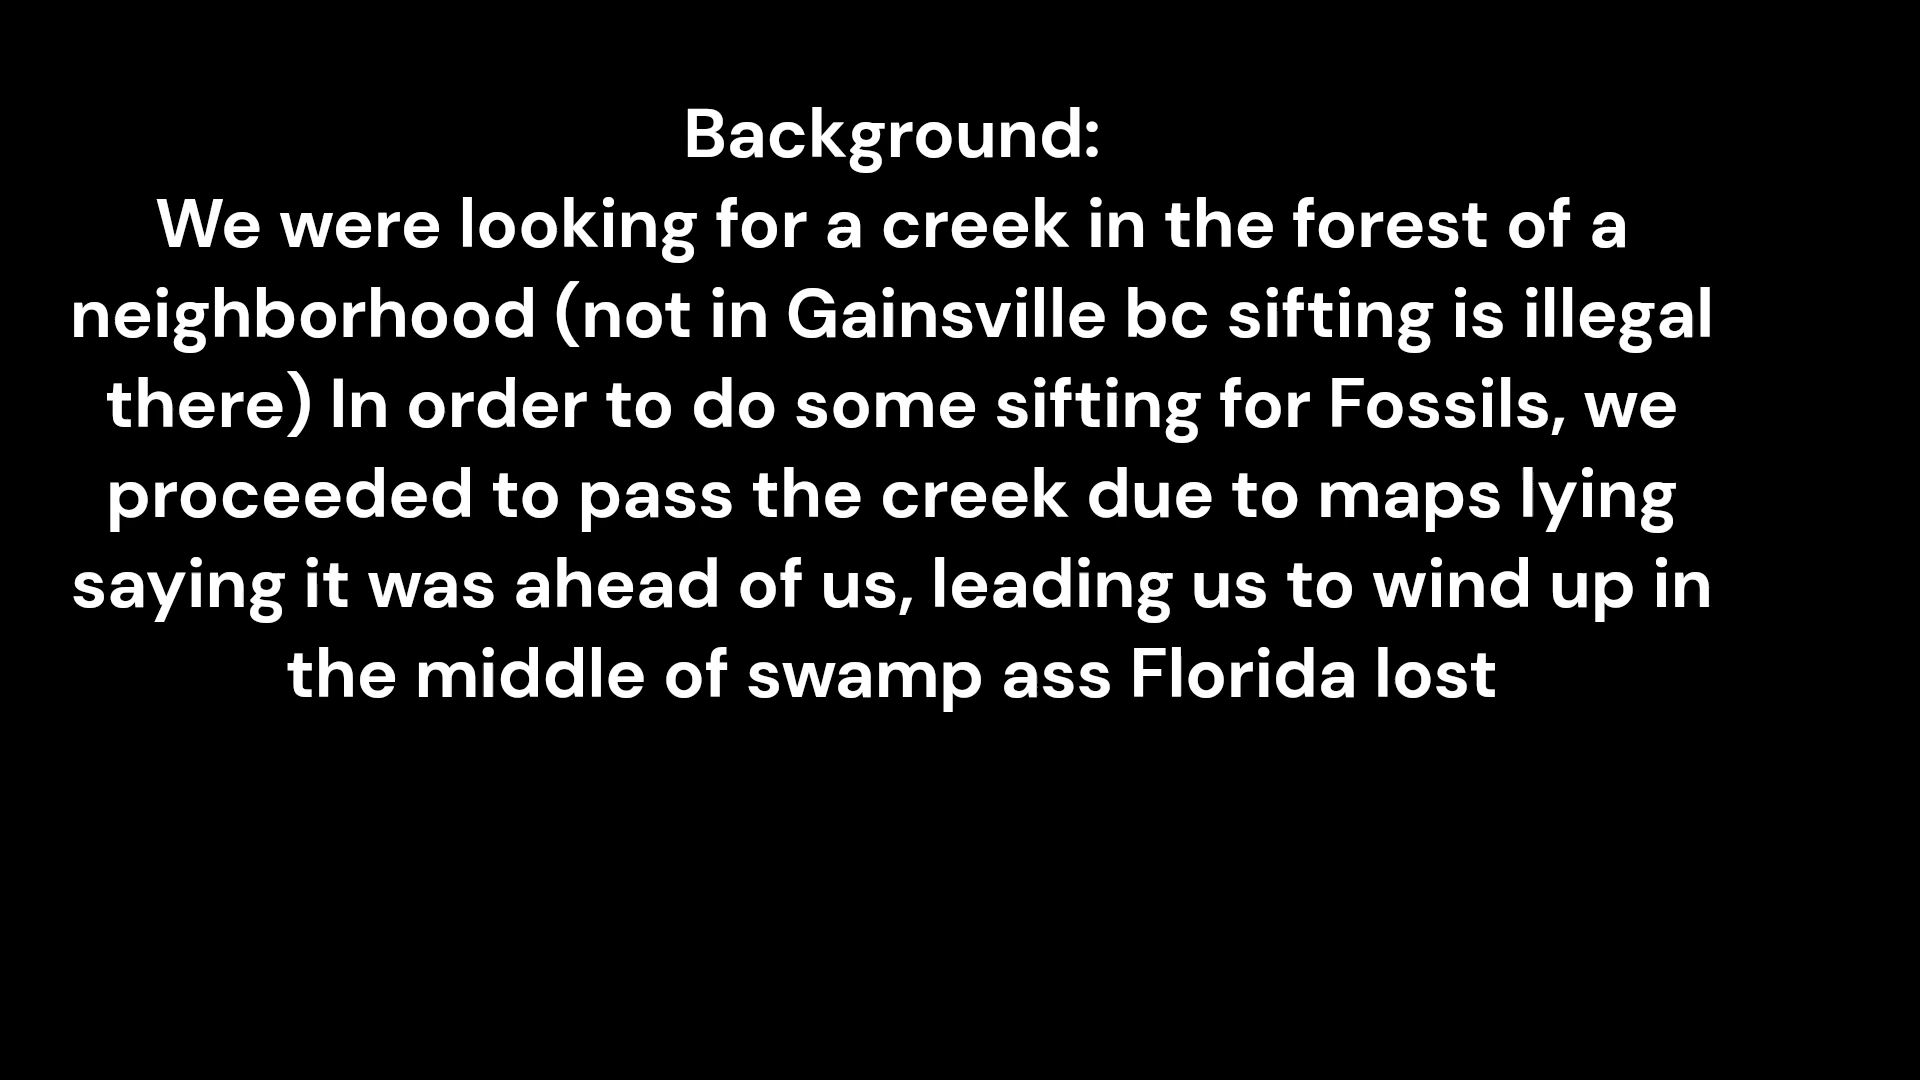 Background:
We were looking for a creek in the forest of a
neighborhood (not in Gainsville bc sifting is illegal
there) In order to do some sifting for Fossils, we
proceeded to pass the creek due to maps lying
saying it was ahead of us, leading us to wind up in
the middle of swamp ass Florida lost